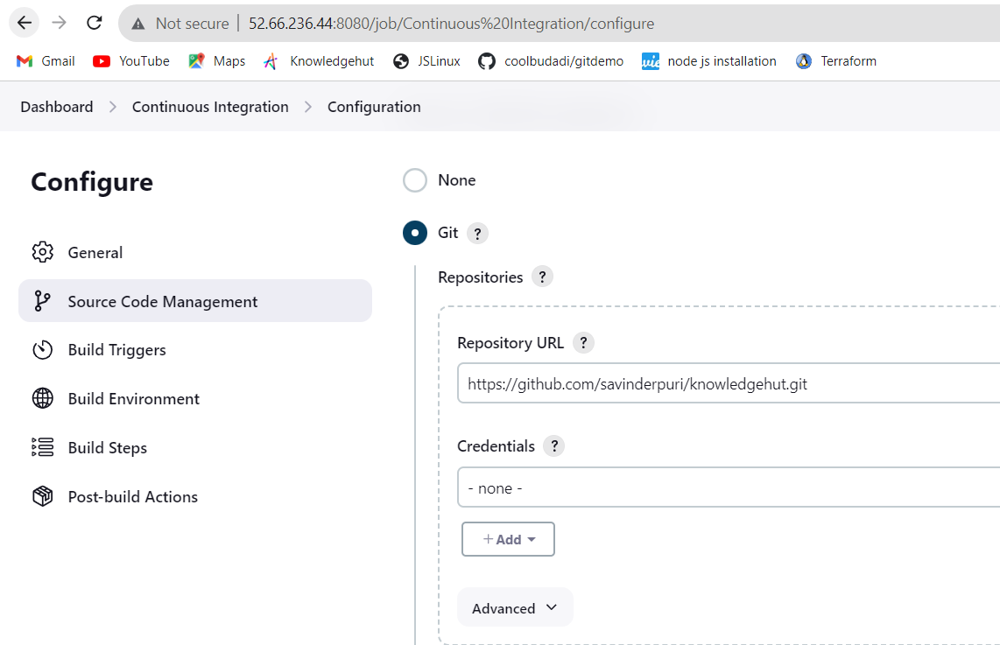 Not secure | 52.66.236.44:8080/job/Continuous%20Integration/configure
Gmail YouTube Maps Knowledgehut JSLinux coolbudadi/gitdemo vie node js installation Terraform
Dashboard > Continuous Integration > Configuration
Configure
General
Source Code Management
Build Triggers
Build Environment
Build Steps
Post-build Actions
None
Git ?
Repositories ?
Repository URL ?
https://github.com/savinderpuri/knowledgehut.git
Credentials ?
- none -
+ Add
Advanced